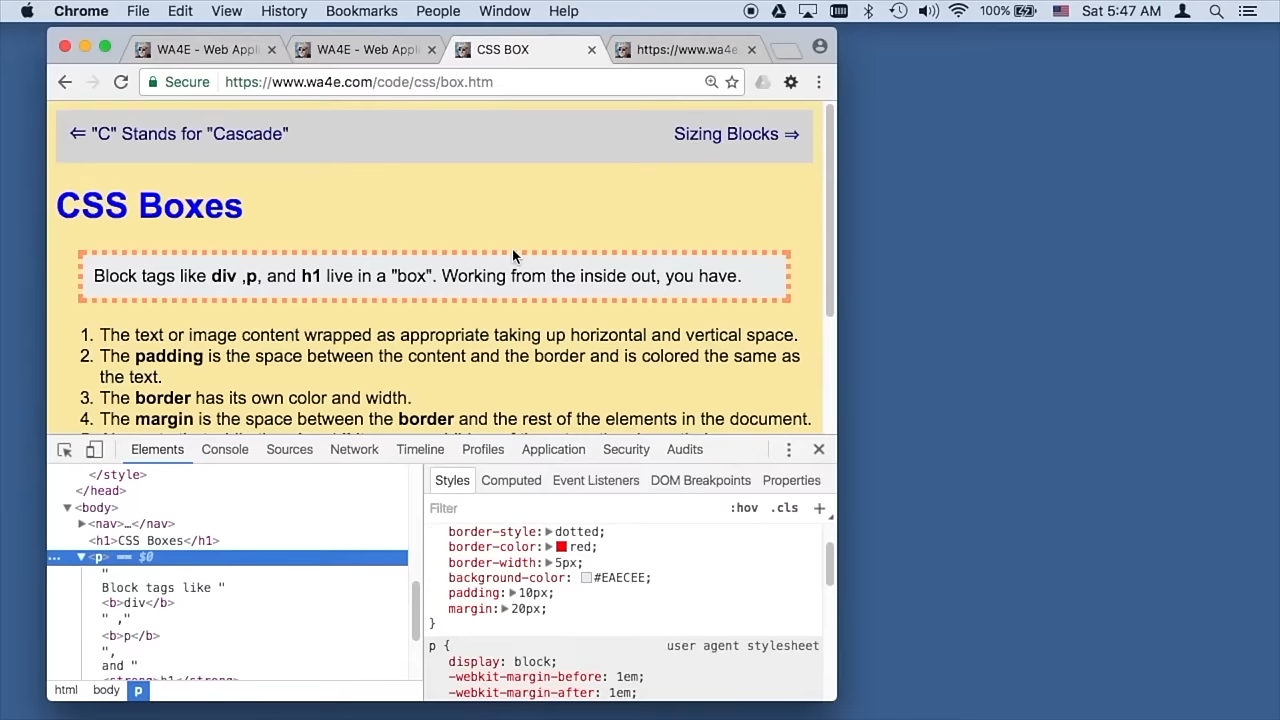 Chrome File Edit View History Bookmarks People Window Help 100% Sat 5:47 AM
WA4E - Web Appli WA4E - Web Appli CSS BOX https://www.wa4e
Secure https://www.wa4e.com/code/css/box.htm
⇐ "C" Stands for "Cascade" Sizing Blocks ⇒
CSS Boxes
Block tags like div ,p, and h1 live in a "box". Working from the inside out, you have.
1. The text or image content wrapped as appropriate taking up horizontal and vertical space.
2. The padding is the space between the content and the border and is colored the same as
the text.
3. The border has its own color and width.
4. The margin is the space between the border and the rest of the elements in the document.
Elements Console Sources Network Timeline Profiles Application Security Audits
</style>
</head>
<body>
<nav>…</nav>
<h1>CSS Boxes</h1>
<p> == $0
"
Block tags like "
<b>div</b>
" ,"
<b>p</b>
",
and "
<strong>h1</strong>
html body p
Styles Computed Event Listeners DOM Breakpoints Properties
Filter :hov .cls +
border-style: dotted;
border-color: red;
border-width: 5px;
background-color: #EAECEE;
padding: 10px;
margin: 20px;
}
p { user agent stylesheet
display: block;
-webkit-margin-before: 1em;
-webkit-margin-after: 1em;